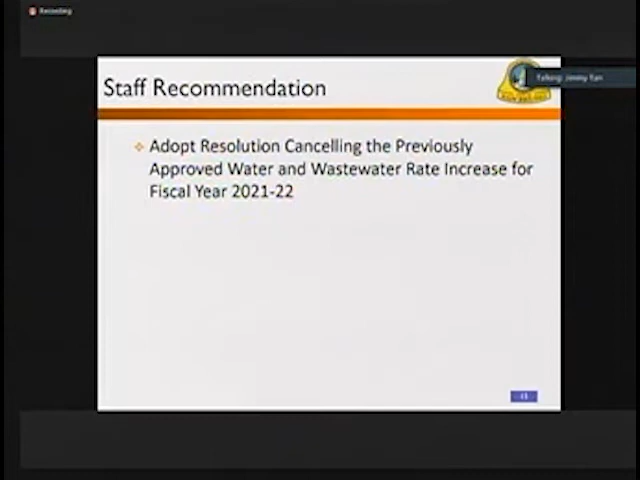 Recording
Staff Recommendation
Talking: Jimmy Tan
Adopt Resolution Cancelling the Previously
Approved Water and Wastewater Rate Increase for
Fiscal Year 2021-22